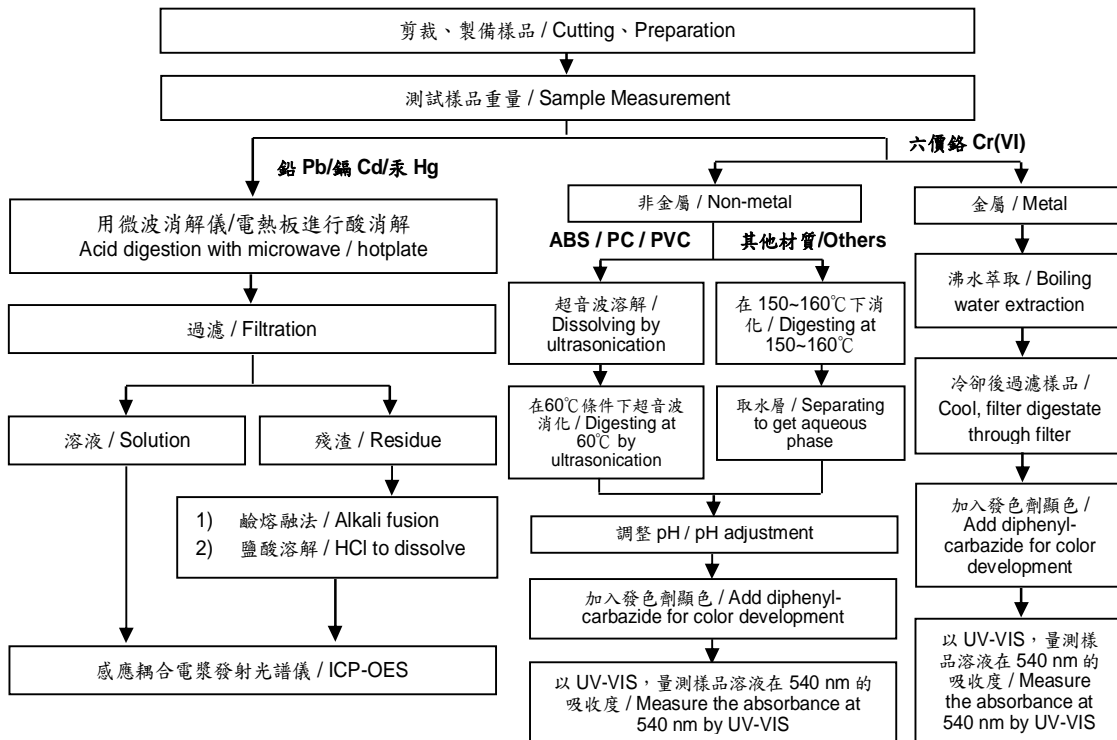 剪裁、製備樣品 / Cutting、Preparation
測試樣品重量 / Sample Measurement
六價鉻 Cr(VI)
鉛 Pb/鎘 Cd/汞 Hg
用微波消解儀/電熱板進行酸消解
Acid digestion with microwave / hotplate
過濾 / Filtration
溶液 / Solution
殘渣 / Residue
1) 鹼熔融法 / Alkali fusion
2) 鹽酸溶解 / HCl to dissolve
感應耦合電漿發射光譜儀 / ICP-OES
非金屬 / Non-metal
ABS / PC / PVC
其他材質/Others
超音波溶解 /
Dissolving by
ultrasonication
在60℃條件下超音波
消化 / Digesting at
60℃ by
ultrasonication
在 150~160℃下消
化 / Digesting at
150~160℃
取水層 / Separating
to get aqueous
phase
調整 pH / pH adjustment
加入發色劑顯色 / Add diphenyl-
carbazide for color development
以 UV-VIS，量測樣品溶液在 540 nm 的
吸收度 / Measure the absorbance at
540 nm by UV-VIS
金屬 / Metal
沸水萃取 / Boiling
water extraction
冷卻後過濾樣品 /
Cool, filter digestate
through filter
加入發色劑顯色 /
Add diphenyl-
carbazide for color
development
以 UV-VIS，量測樣
品溶液在 540 nm 的
吸收度 / Measure
the absorbance at
540 nm by UV-VIS